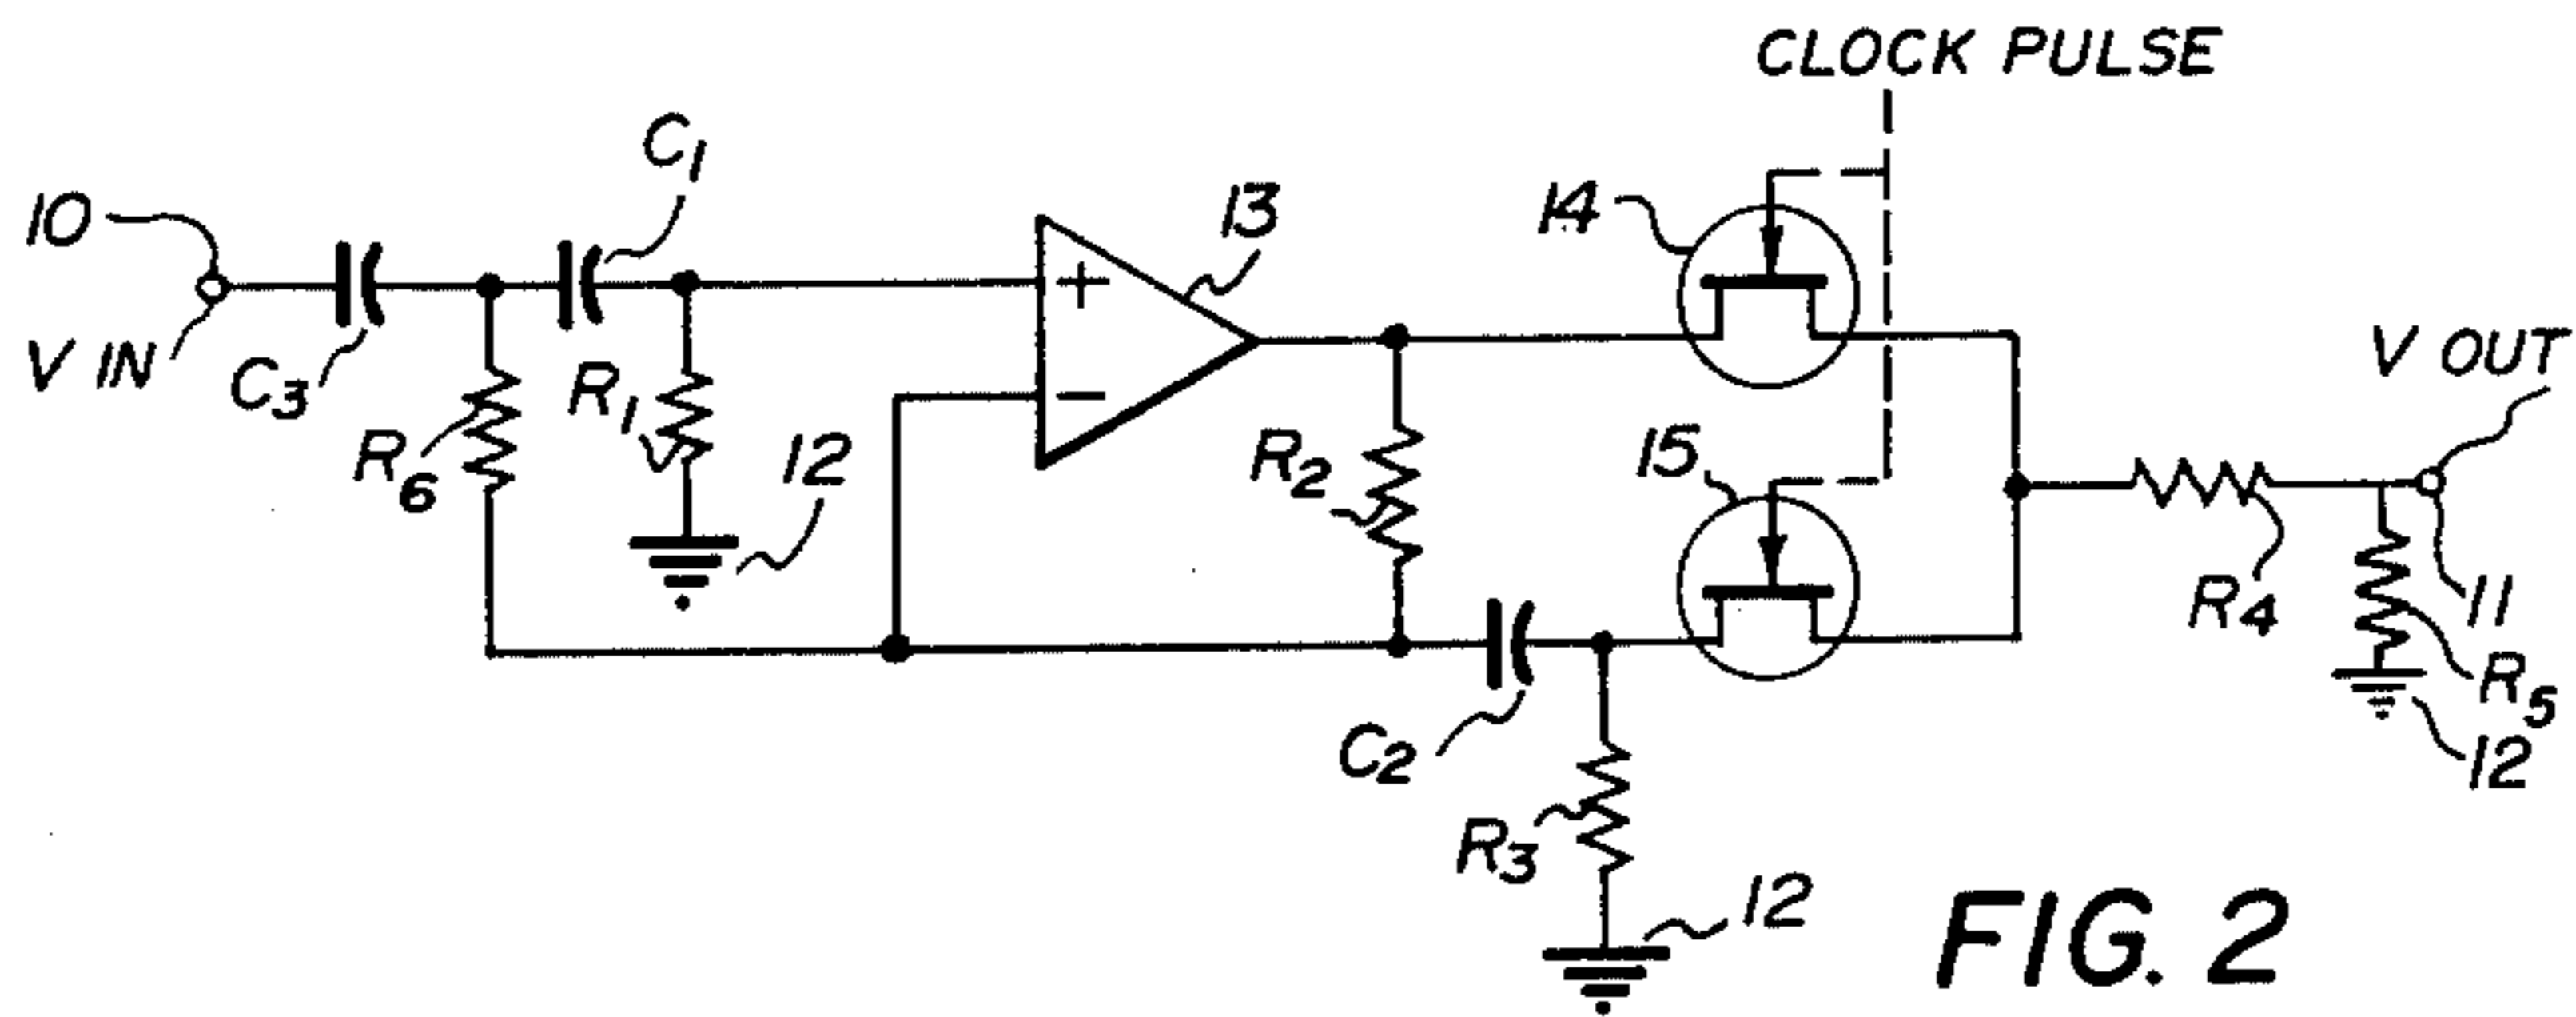 CLOCK PULSE
C1
10
13
14
V IN
C3
R6
R1
12
R2
15
V OUT
R4
11
R5
12
C2
R3
12
FIG. 2
+
−